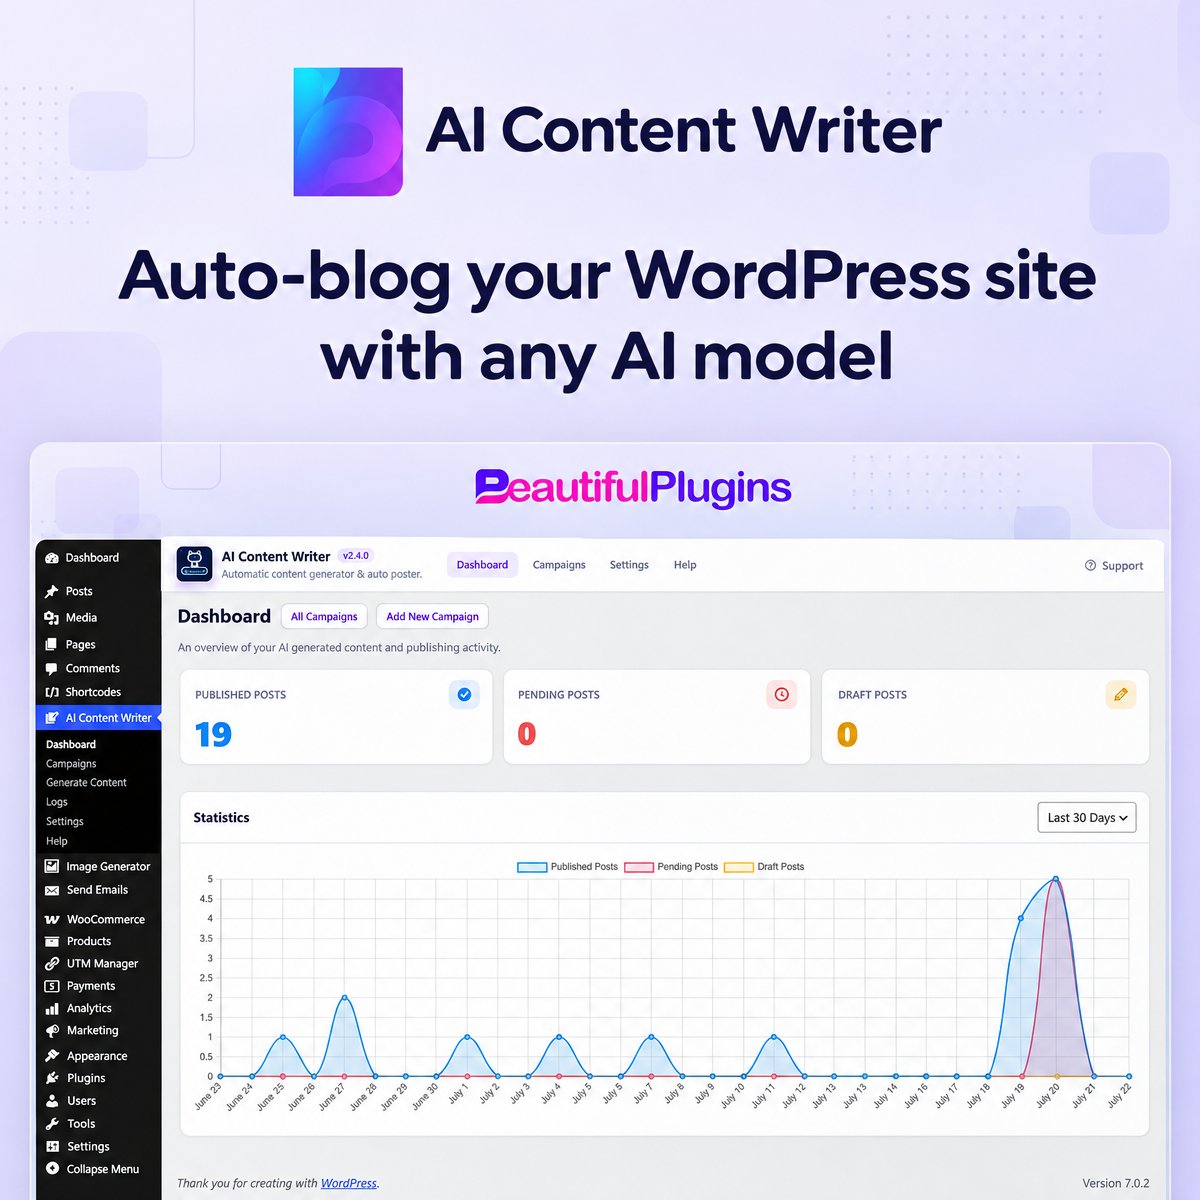 AI Content Writer
Auto-blog your WordPress site
with any AI model
BeautifulPlugins
Dashboard
Posts
Media
Pages
Comments
Shortcodes
AI Content Writer
Dashboard
Campaigns
Generate Content
Logs
Settings
Help
Image Generator
Send Emails
WooCommerce
Products
UTM Manager
Payments
Analytics
Marketing
Appearance
Plugins
Users
Tools
Settings
Collapse Menu
AI Content Writer v2.4.0
Automatic content generator & auto poster.
Dashboard Campaigns Settings Help
Support
Dashboard All Campaigns Add New Campaign
An overview of your AI generated content and publishing activity.
PUBLISHED POSTS
19
PENDING POSTS
0
DRAFT POSTS
0
Statistics
Last 30 Days
Published Posts Pending Posts Draft Posts
5
4.5
4
3.5
3
2.5
2
1.5
1
0.5
0
June 23 June 24 June 25 June 26 June 27 June 28 June 29 June 30 July 1 July 2 July 3 July 4 July 5 July 5 July 7 July 8 July 9 July 10 July 11 July 12 July 13 July 13 July 14 July 15 July 16 July 17 July 18 July 19 July 20 July 21 July 22
Thank you for creating with WordPress.
Version 7.0.2